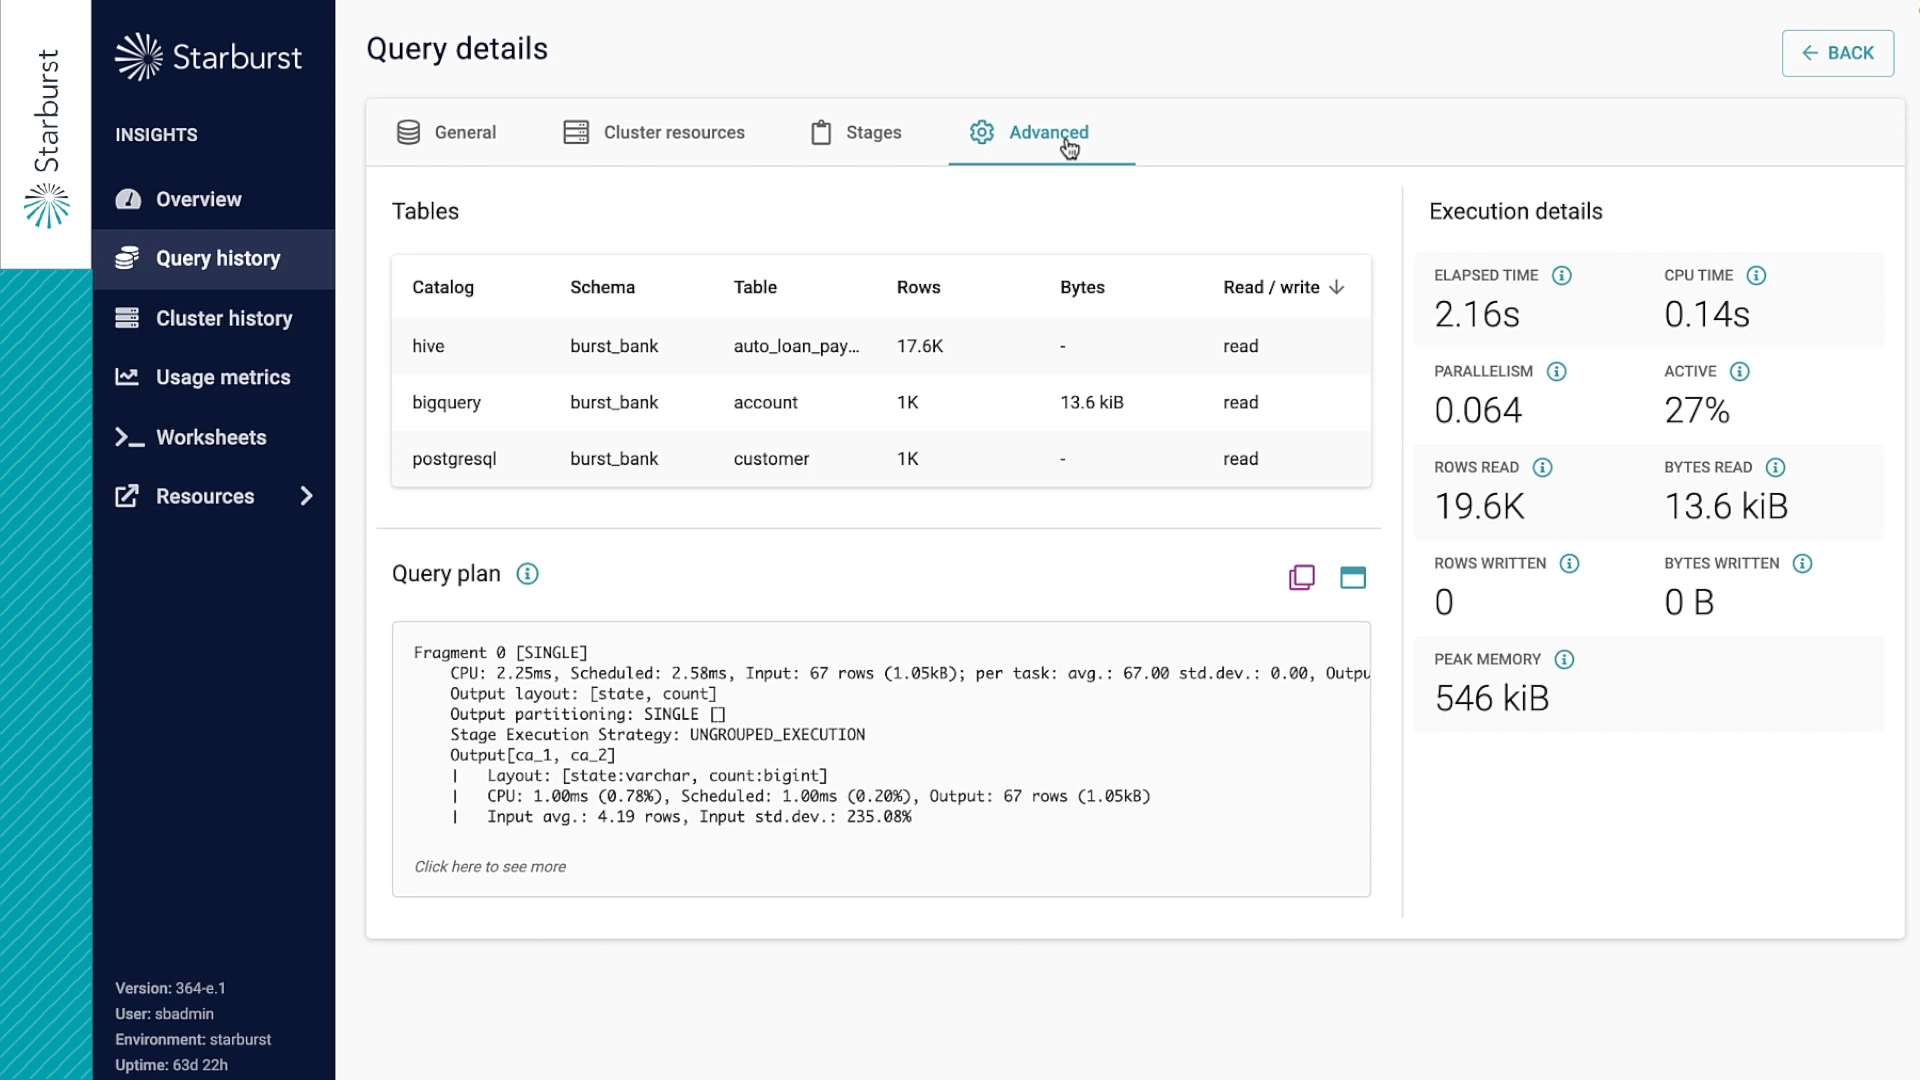 Starburst
Starburst
INSIGHTS
Overview
Query history
Cluster history
Usage metrics
Worksheets
Resources
Version: 364-e.1
User: sbadmin
Environment: starburst
Uptime: 63d 22h
Query details
BACK
General Cluster resources Stages Advanced
Tables
Catalog Schema Table Rows Bytes Read / write
hive burst_bank auto_loan_pay... 17.6K - read
bigquery burst_bank account 1K 13.6 kiB read
postgresql burst_bank customer 1K - read
Query plan
Fragment 0 [SINGLE]
CPU: 2.25ms, Scheduled: 2.58ms, Input: 67 rows (1.05kB); per task: avg.: 67.00 std.dev.: 0.00, Outpu
Output layout: [state, count]
Output partitioning: SINGLE []
Stage Execution Strategy: UNGROUPED_EXECUTION
Output[ca_1, ca_2]
| Layout: [state:varchar, count:bigint]
| CPU: 1.00ms (0.78%), Scheduled: 1.00ms (0.20%), Output: 67 rows (1.05kB)
| Input avg.: 4.19 rows, Input std.dev.: 235.08%
Click here to see more
Execution details
ELAPSED TIME CPU TIME
2.16s 0.14s
PARALLELISM ACTIVE
0.064 27%
ROWS READ BYTES READ
19.6K 13.6 kiB
ROWS WRITTEN BYTES WRITTEN
0 0 B
PEAK MEMORY
546 kiB